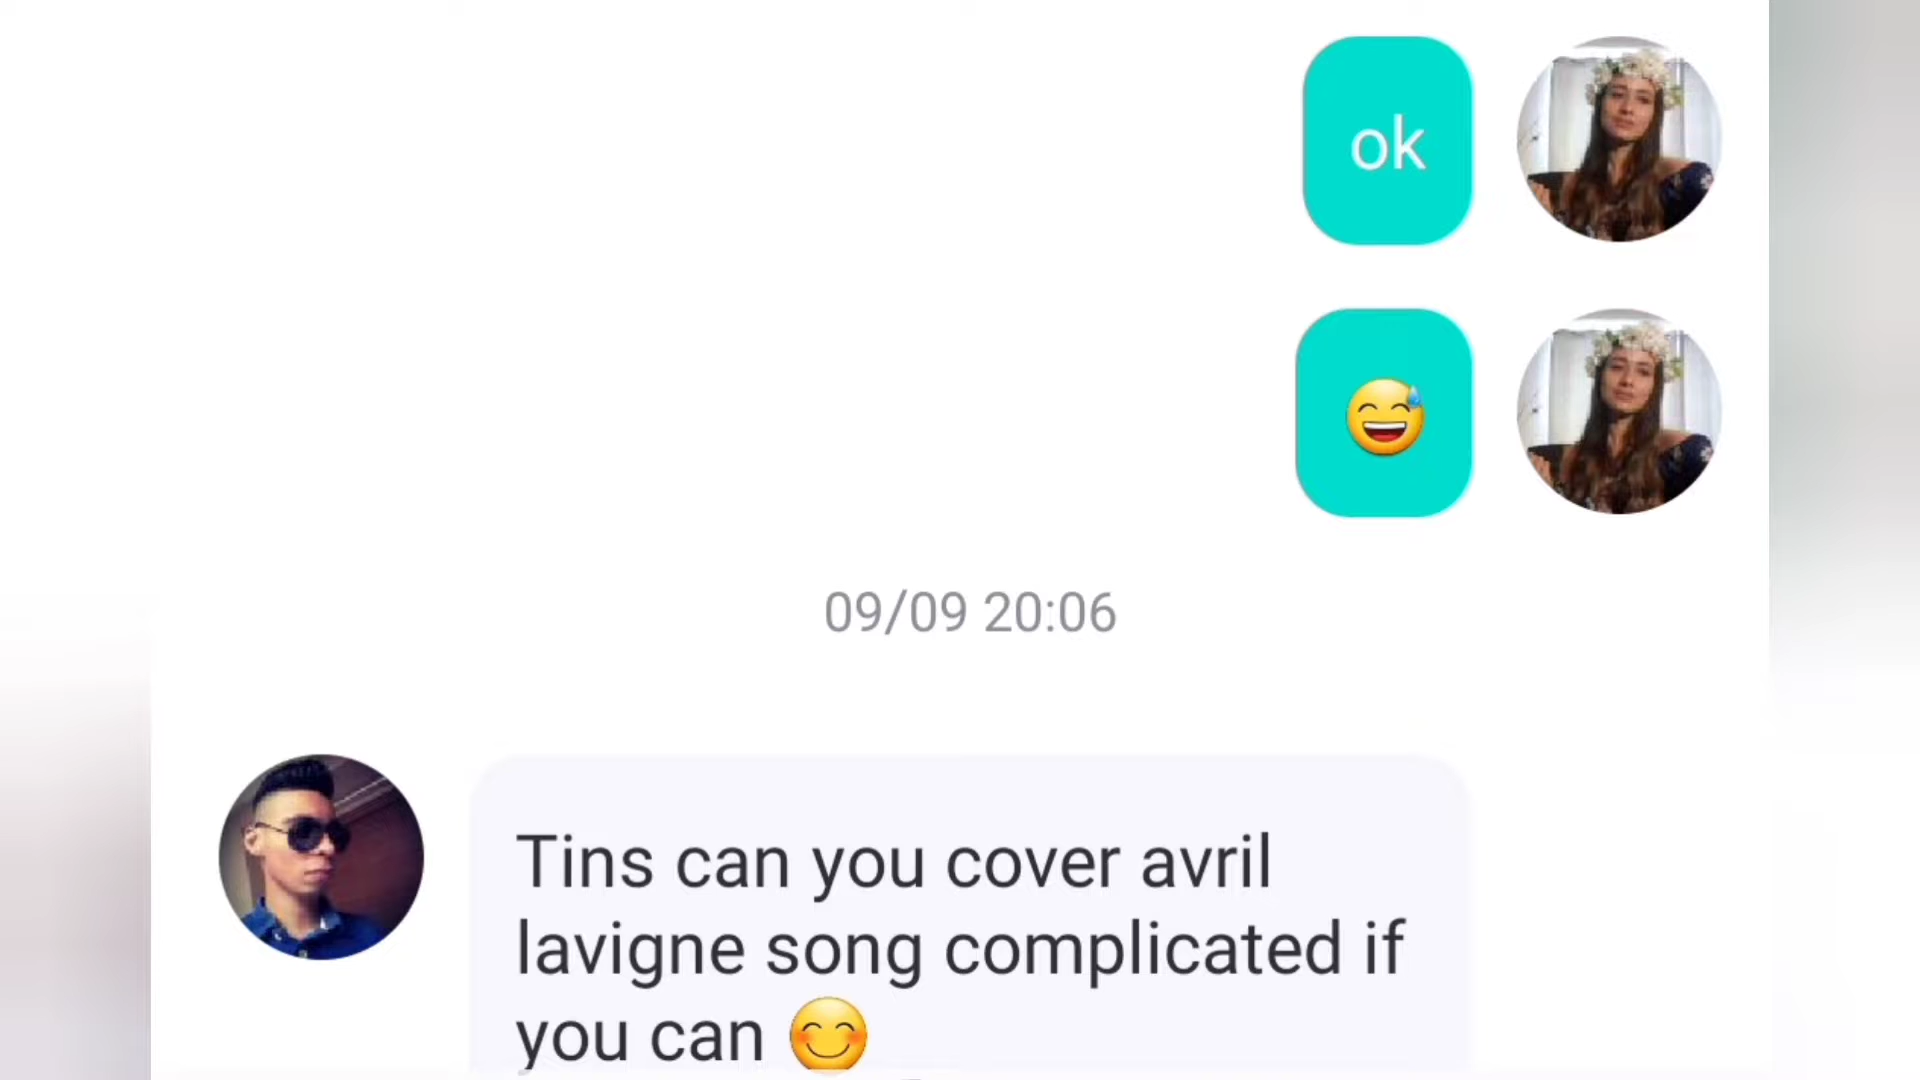 ok
😅
09/09 20:06
Tins can you cover avril
lavigne song complicated if
you can 😊